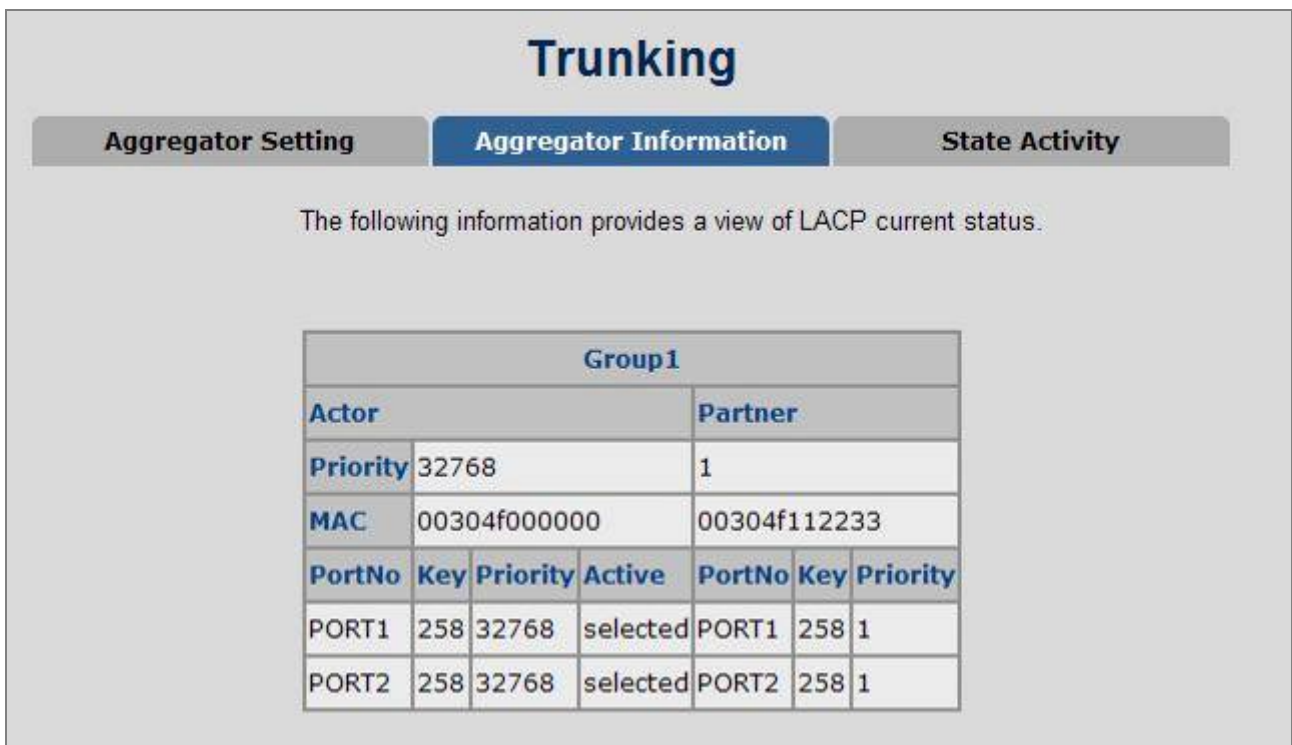 Trunking
Aggregator Setting Aggregator Information State Activity
The following information provides a view of LACP current status.
Group1
Actor Partner
Priority 32768 1
MAC 00304f000000 00304f112233
PortNo Key Priority Active PortNo Key Priority
PORT1 258 32768 selected PORT1 258 1
PORT2 258 32768 selected PORT2 258 1